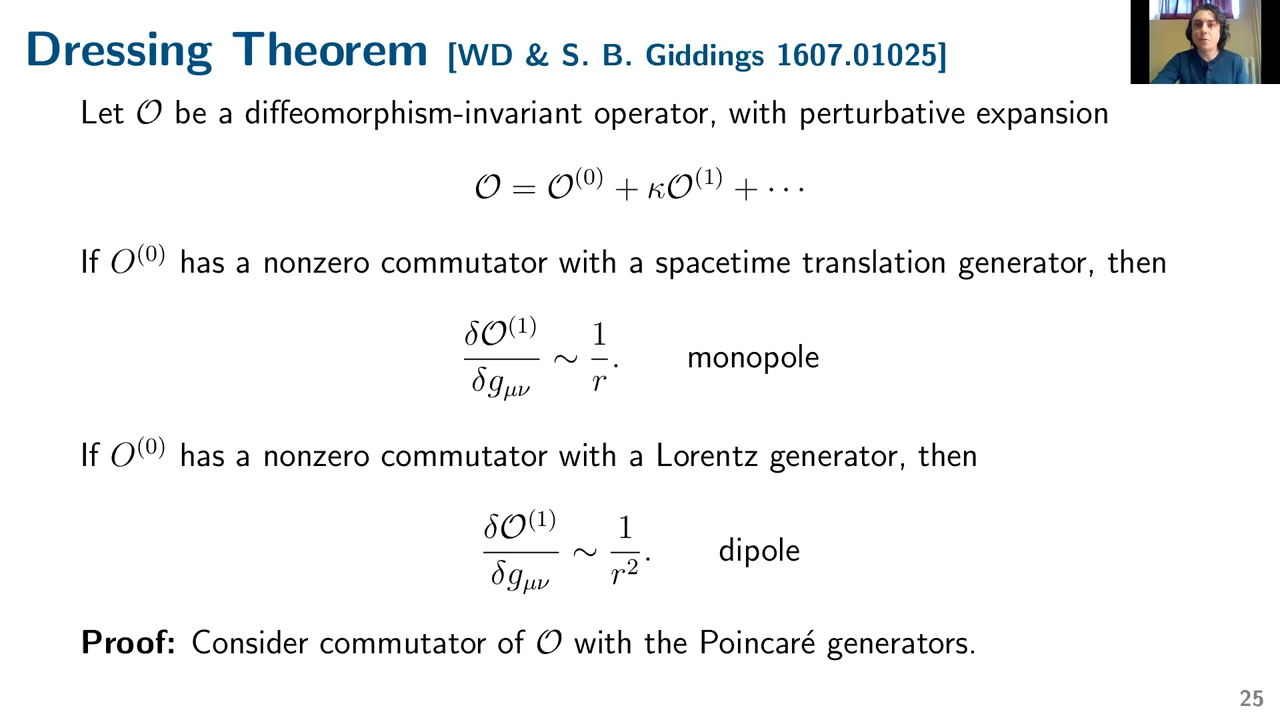 Dressing Theorem [WD & S. B. Giddings 1607.01025]
Let 𝒪 be a diffeomorphism-invariant operator, with perturbative expansion
𝒪 = 𝒪^(0) + κ𝒪^(1) + ⋯
If O^(0) has a nonzero commutator with a spacetime translation generator, then
δ𝒪^(1)/δg_μν ∼ 1/r. monopole
If O^(0) has a nonzero commutator with a Lorentz generator, then
δ𝒪^(1)/δg_μν ∼ 1/r^2. dipole
Proof: Consider commutator of 𝒪 with the Poincaré generators.
25